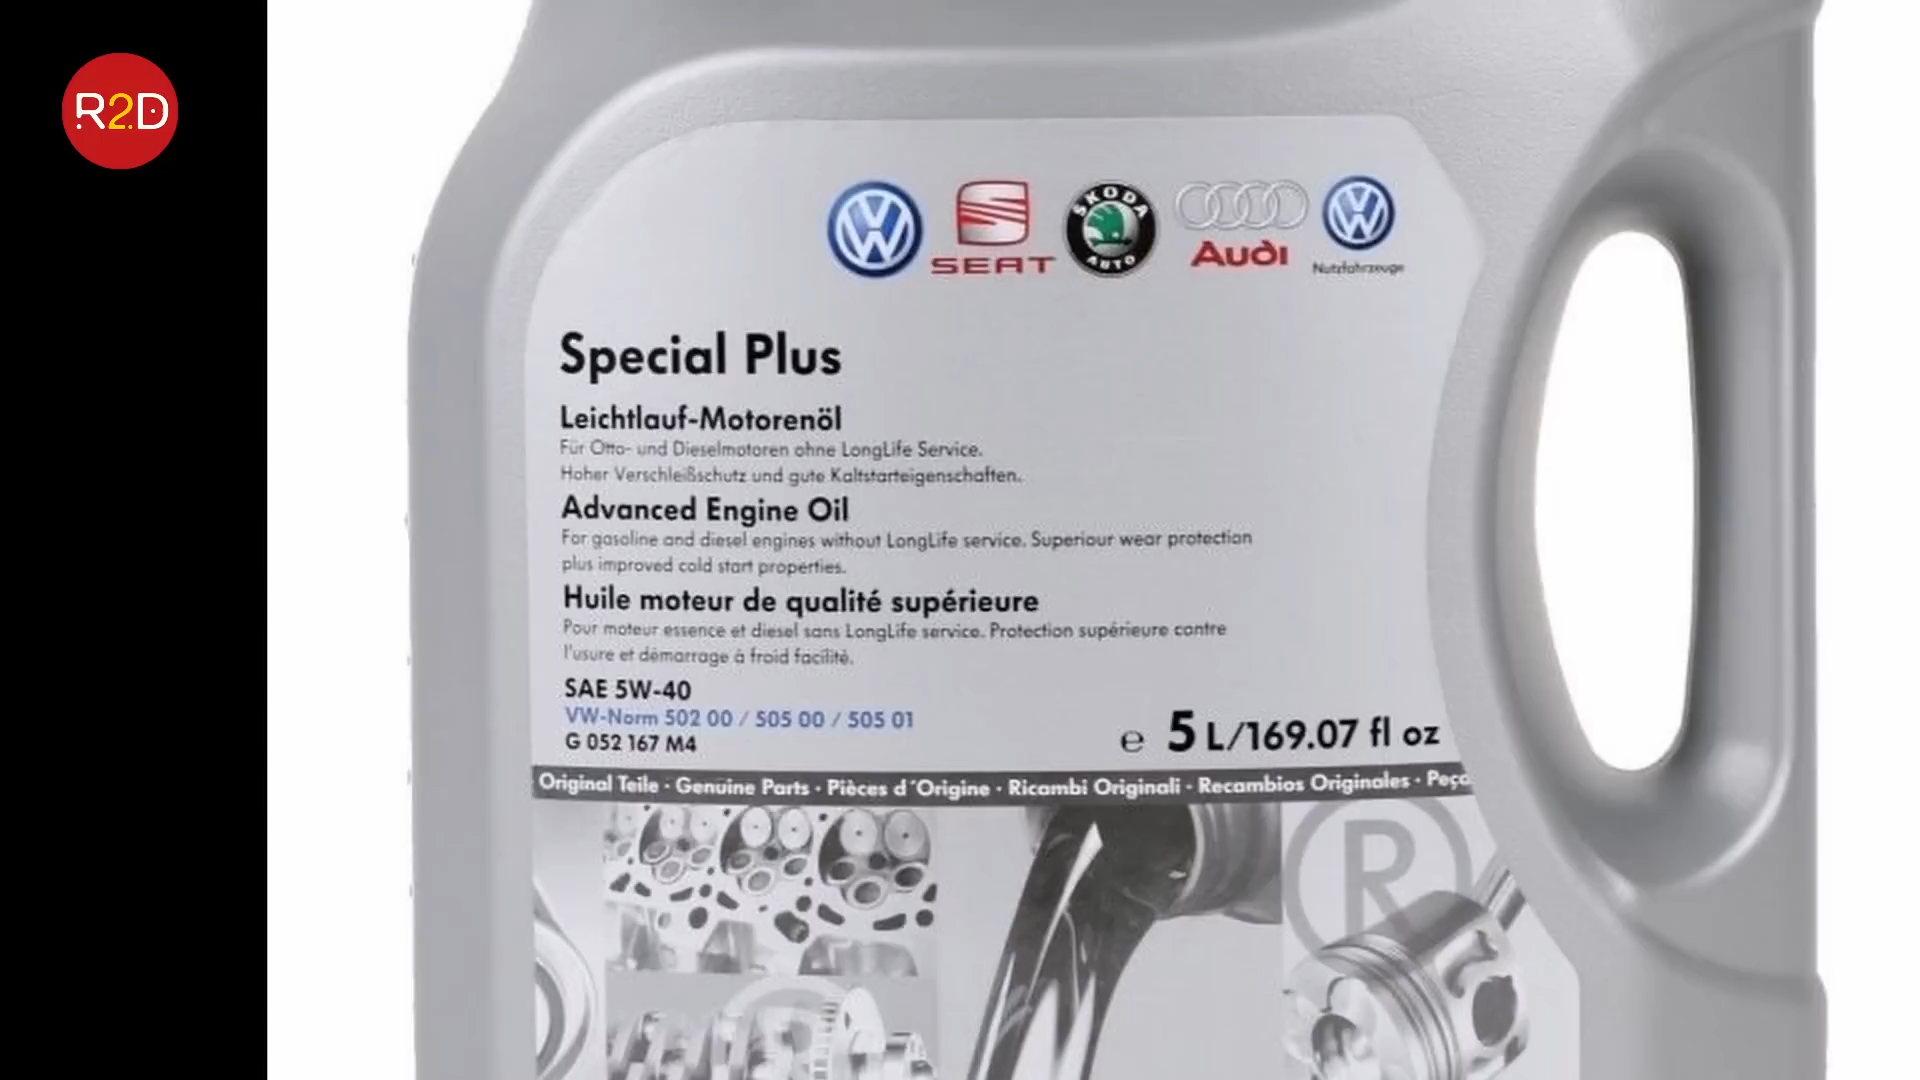 R2D
SEAT
ŠKODA
AUTO
Audi
Nutzfahrzeuge
Special Plus
Leichtlauf-Motorenöl
Für Otto- und Dieselmotoren ohne LongLife Service.
Hoher Verschleißschutz und gute Kaltstarteigenschaften.
Advanced Engine Oil
For gasoline and diesel engines without LongLife service. Superiour wear protection
plus improved cold start properties.
Huile moteur de qualité supérieure
Pour moteur essence et diesel sans LongLife service. Protection supérieure contre
l'usure et démarrage à froid facilité.
SAE 5W-40
VW-Norm 502 00 / 505 00 / 505 01
G 052 167 M4
e 5 L/169.07 fl oz
Original Teile · Genuine Parts · Pièces d´Origine · Ricambi Originali · Recambios Originales · Peça
R